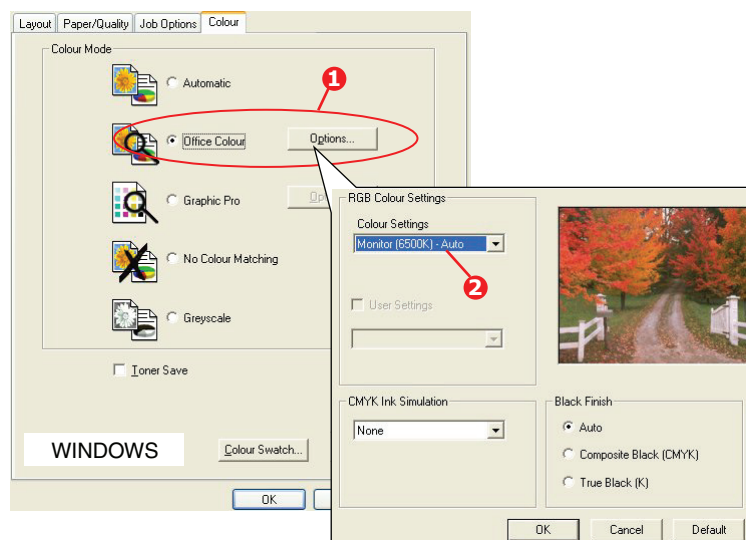 Layout Paper/Quality Job Options Colour
Colour Mode
Automatic
1
Office Colour
Options...
Graphic Pro
Op
No Colour Matching
Greyscale
Toner Save
WINDOWS
Colour Swatch...
OK
RGB Colour Settings
Colour Settings
Monitor (6500K) - Auto
2
User Settings
CMYK Ink Simulation
None
Black Finish
Auto
Composite Black (CMYK)
True Black (K)
OK Cancel Default